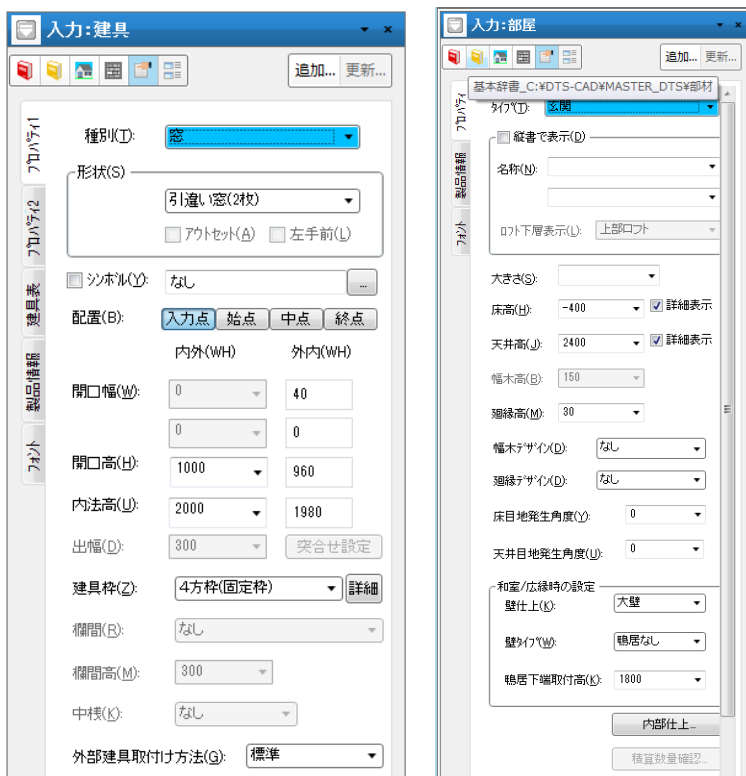 入力:建具
追加... 更新...
プロパティ1
プロパティ2
建具表
製品情報
フォント
種別(T): 窓
形状(S)
引違い窓(2枚)
アウトセット(A) 左手前(L)
シンボル(Y): なし ...
配置(B): 入力点 始点 中点 終点
内外(WH) 外内(WH)
開口幅(W): 0 40
0 0
開口高(H): 1000 960
内法高(U): 2000 1980
出幅(D): 300 突合せ設定
建具枠(Z): 4方枠(固定枠) 詳細
欄間(R): なし
欄間高(M): 300
中桟(K): なし
外部建具取付け方法(G): 標準
入力:部屋
追加... 更新...
基本辞書_C:¥DTS-CAD¥MASTER_DTS¥部材
プロパティ
製品情報
フォント
タイプ(T): 玄関
縦書で表示(D)
名称(N):
ロフト下層表示(L): 上部ロフト
大きさ(S):
床高(H): -400 詳細表示
天井高(J): 2400 詳細表示
幅木高(B): 150
廻縁高(M): 30
幅木デザイン(D): なし
廻縁デザイン(D): なし
床目地発生角度(Y): 0
天井目地発生角度(U): 0
和室/広縁時の設定
壁仕上(K): 大壁
壁タイプ(W): 鴨居なし
鴨居下端取付高(K): 1800
内部仕上...
積算数量確認...